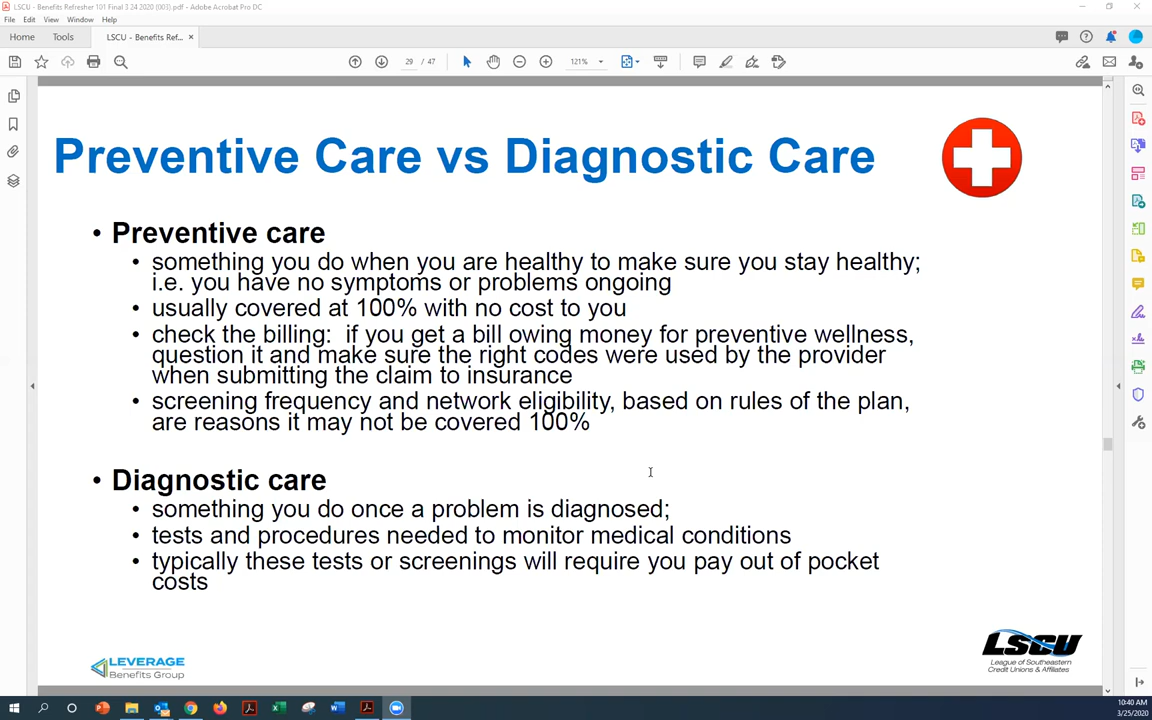 LSCU - Benefits Refresher 101 Final 3 24 2020 (003).pdf - Adobe Acrobat Pro DC
File Edit View Window Help
Home Tools LSCU - Benefits Ref... ×
29 / 47 121%
Preventive Care vs Diagnostic Care
• Preventive care
• something you do when you are healthy to make sure you stay healthy;
i.e. you have no symptoms or problems ongoing
• usually covered at 100% with no cost to you
• check the billing: if you get a bill owing money for preventive wellness,
question it and make sure the right codes were used by the provider
when submitting the claim to insurance
• screening frequency and network eligibility, based on rules of the plan,
are reasons it may not be covered 100%
• Diagnostic care
• something you do once a problem is diagnosed;
• tests and procedures needed to monitor medical conditions
• typically these tests or screenings will require you pay out of pocket
costs
LEVERAGE
Benefits Group
LSCU
League of Southeastern
Credit Unions & Affiliates
10:40 AM
3/25/2020